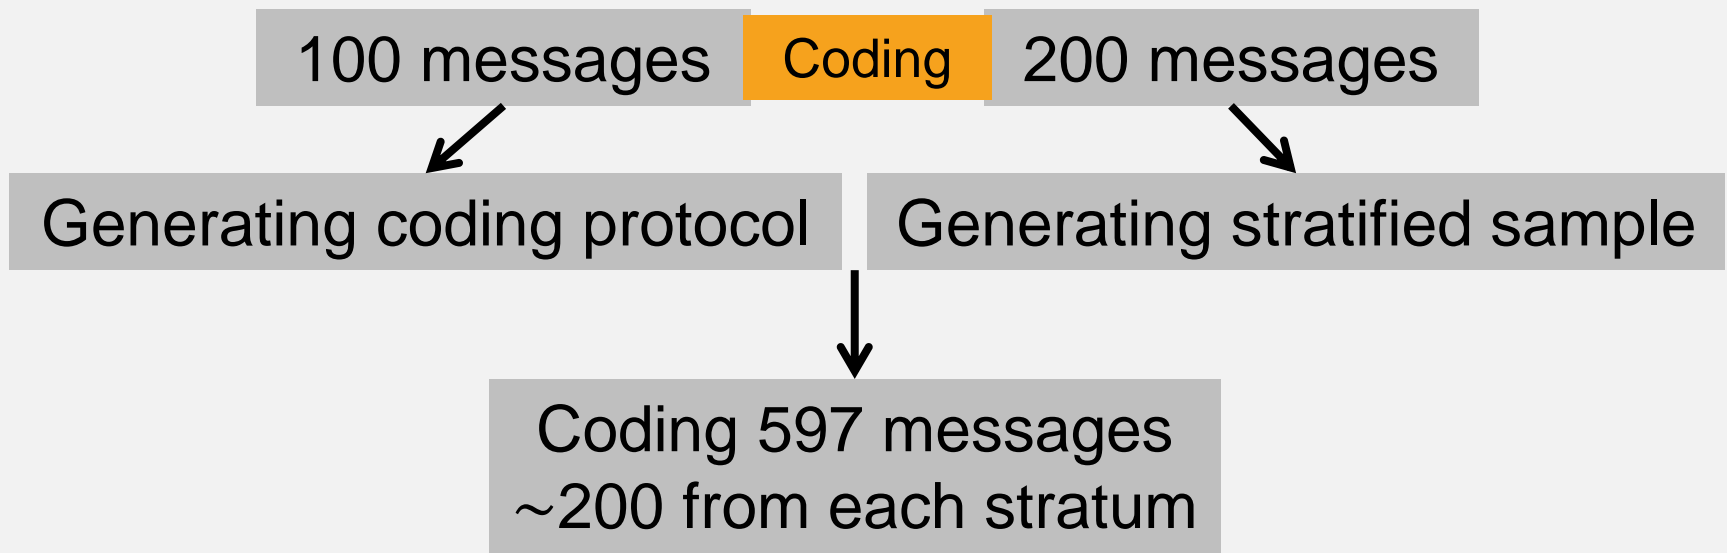 100 messages
Coding
200 messages
Generating coding protocol
Generating stratified sample
Coding 597 messages
~200 from each stratum